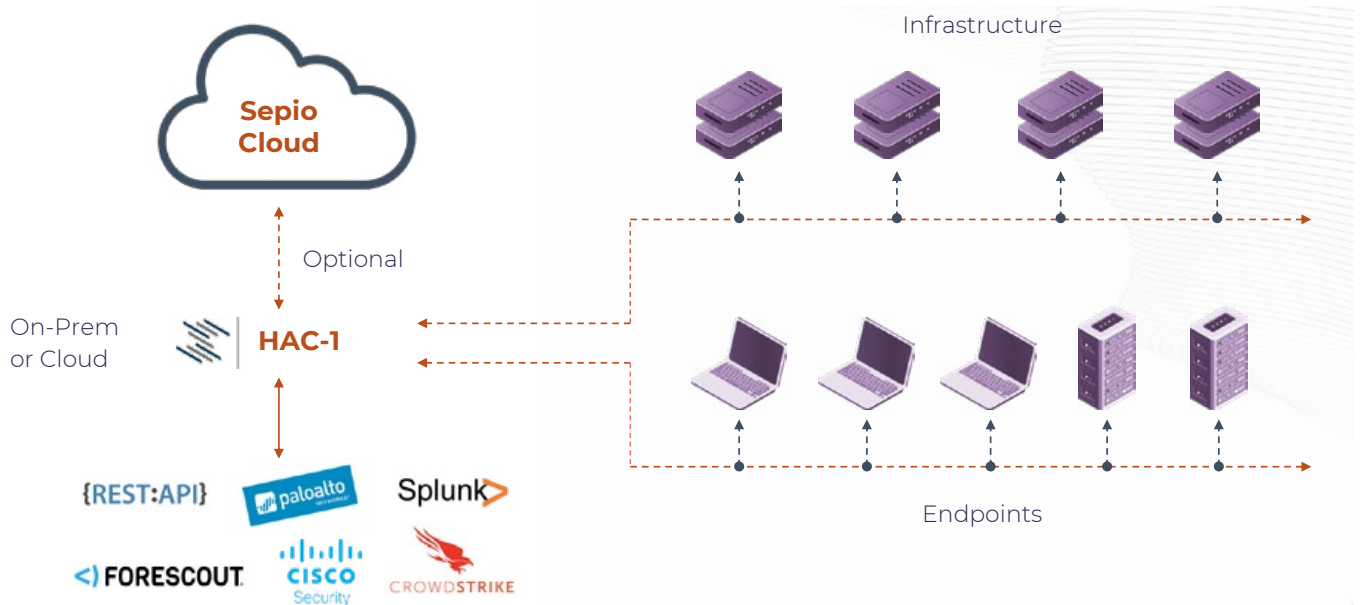 Infrastructure
Sepio
Cloud
Optional
On-Prem
or Cloud
HAC-1
{REST:API}
paloalto
Splunk>
FORESCOUT
CISCO
Security
CROWDSTRIKE
Endpoints